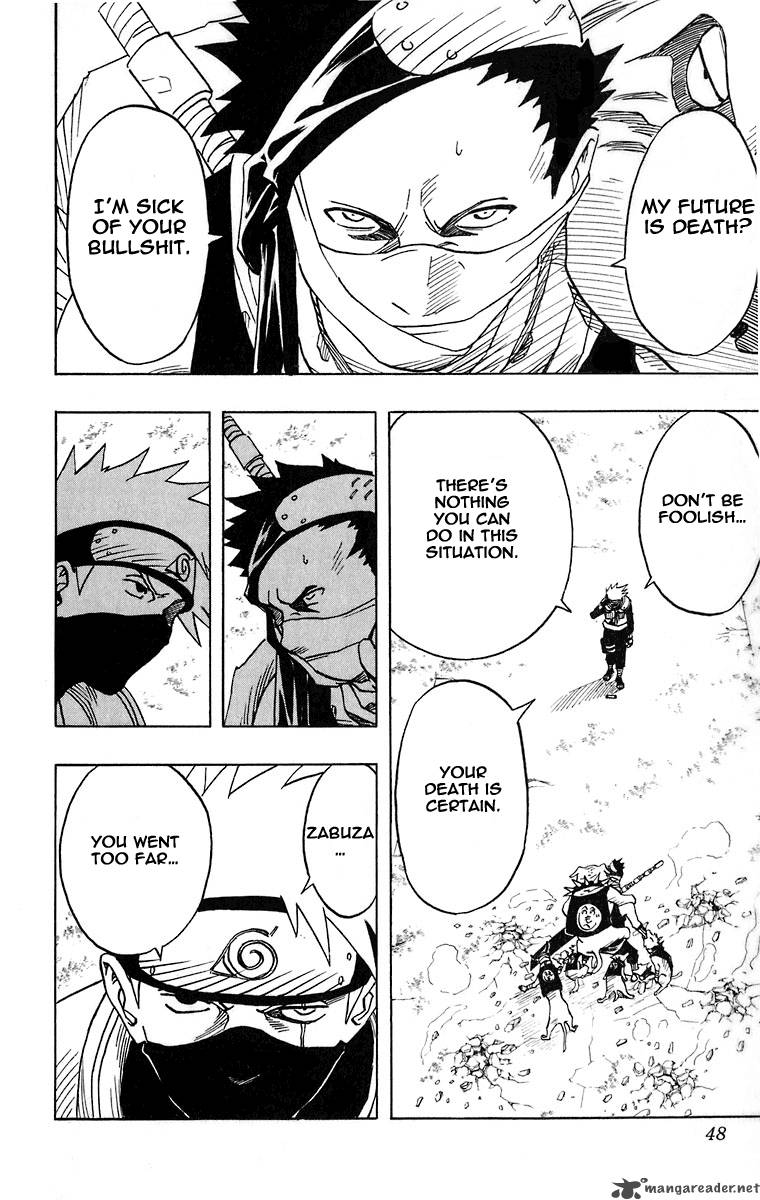 MY FUTURE
IS DEATH?
I'M SICK
OF YOUR
BULLSHIT.
DON'T BE
FOOLISH...
THERE'S
NOTHING
YOU CAN
DO IN THIS
SITUATION.
YOUR
DEATH IS
CERTAIN.
ZABUZA
...
YOU WENT
TOO FAR...
48
mangareader.net